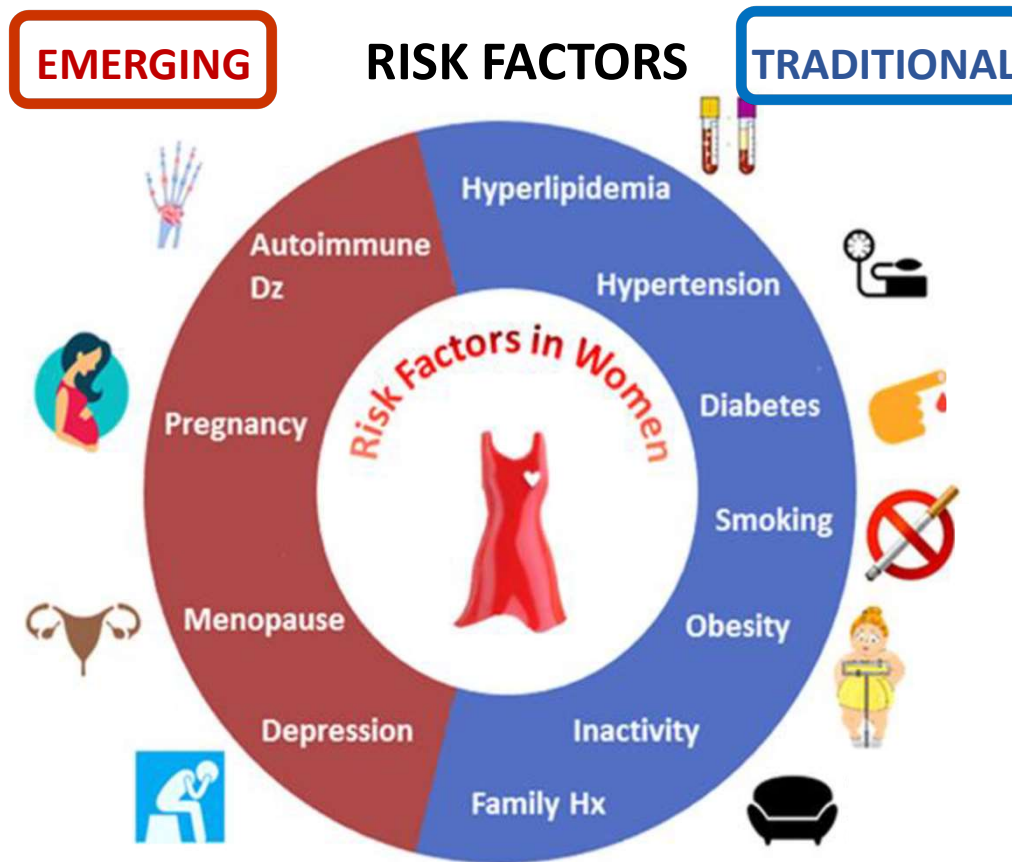 EMERGING
RISK FACTORS
TRADITIONAL
Hyperlipidemia
Hypertension
Diabetes
Smoking
Obesity
Inactivity
Family Hx
Autoimmune
Dz
Pregnancy
Menopause
Depression
Risk Factors in Women